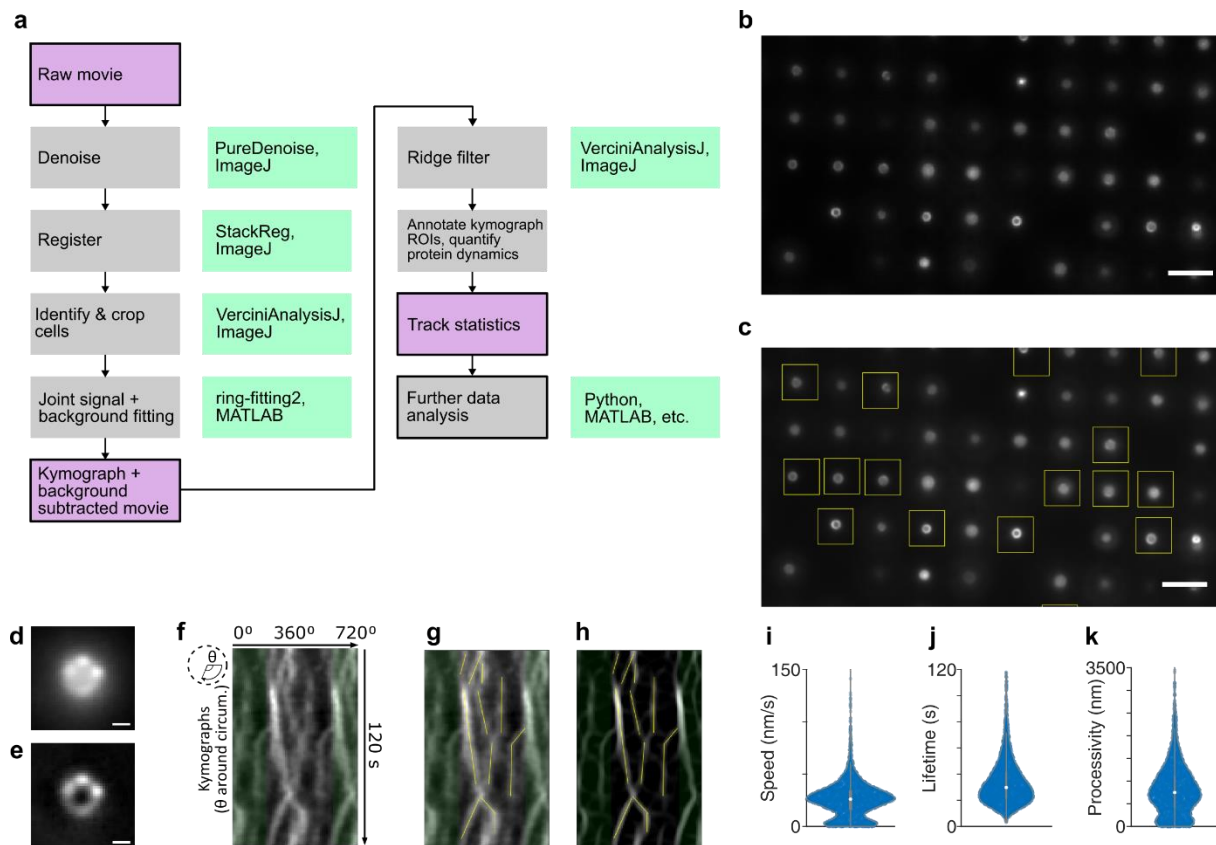 a
Raw movie
Denoise
PureDenoise,
ImageJ
Register
StackReg,
ImageJ
Identify & crop
cells
VerciniAnalysisJ,
ImageJ
Joint signal +
background fitting
ring-fitting2,
MATLAB
Kymograph +
background
subtracted movie
Ridge filter
VerciniAnalysisJ,
ImageJ
Annotate kymograph
ROIs, quantify
protein dynamics
Track statistics
Further data
analysis
Python,
MATLAB, etc.
b
c
d
e
f
0º 360º 720º
θ
Kymographs
(θ around circum.)
120 s
g
h
i
150
Speed (nm/s)
0
j
120
Lifetime (s)
0
k
3500
Processivity (nm)
0